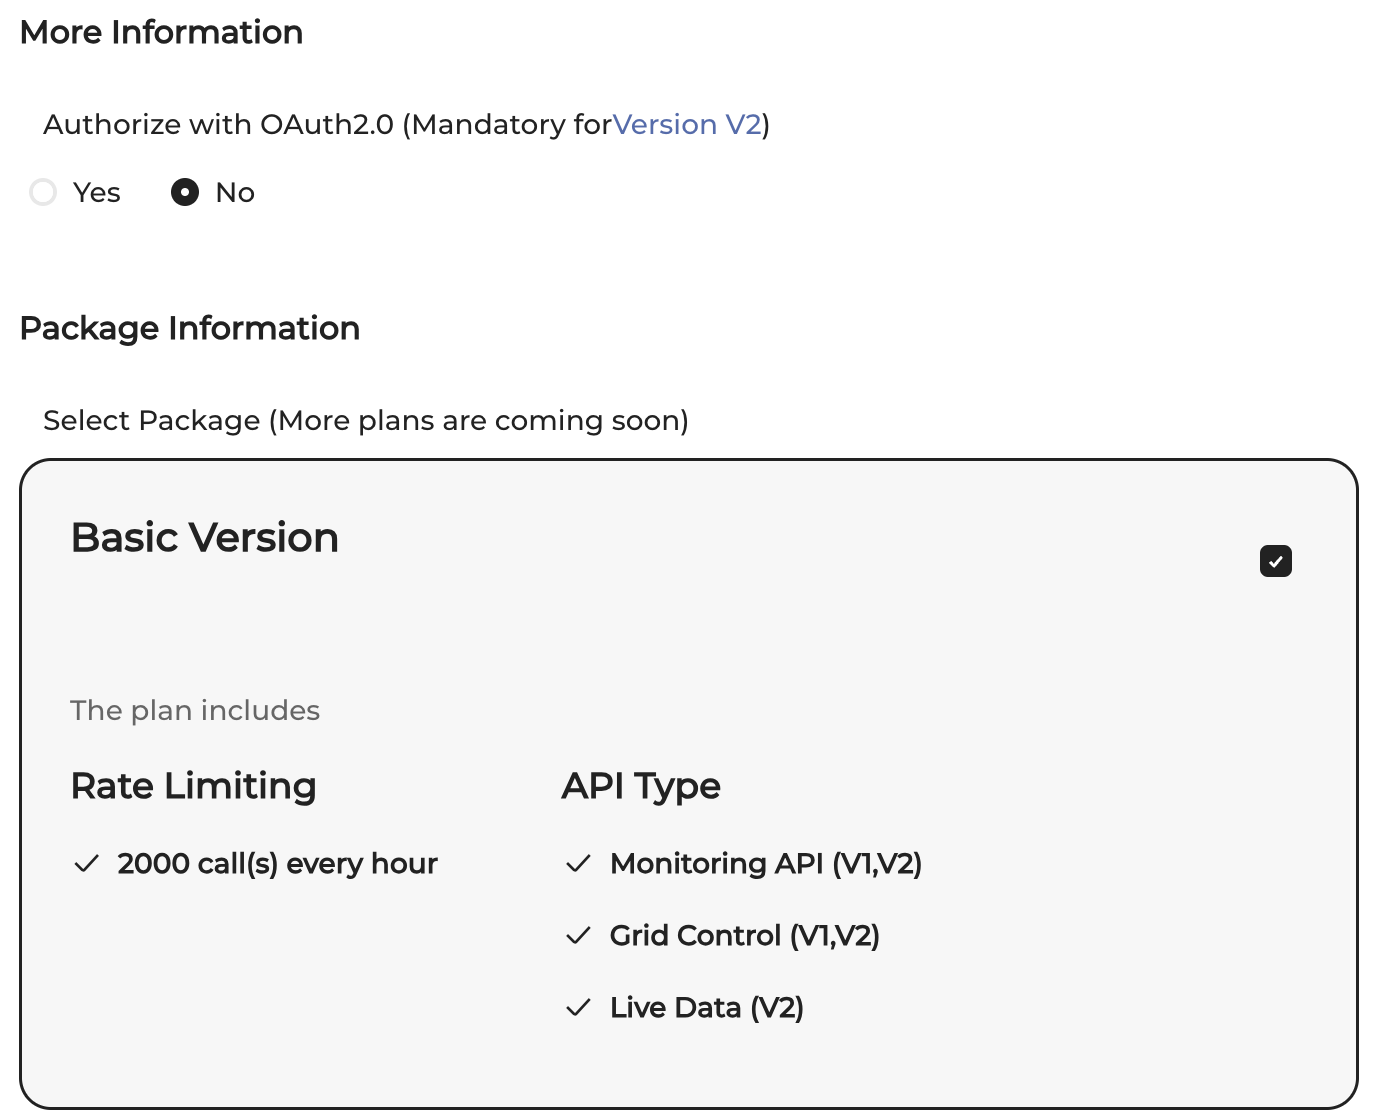 More Information
Authorize with OAuth2.0 (Mandatory forVersion V2)
Yes No
Package Information
Select Package (More plans are coming soon)
Basic Version
The plan includes
Rate Limiting
2000 call(s) every hour
API Type
Monitoring API (V1,V2)
Grid Control (V1,V2)
Live Data (V2)